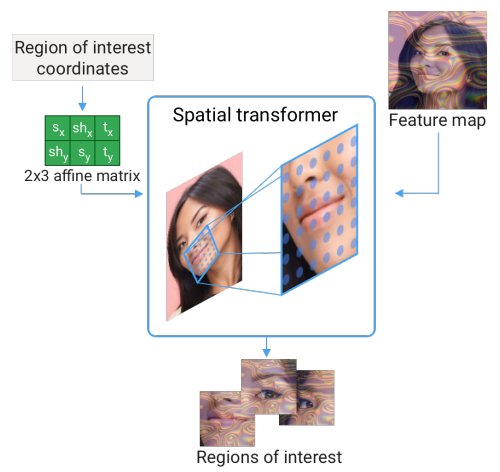 Region of interest
coordinates
s_x sh_x t_x
sh_y s_y t_y
2x3 affine matrix
Spatial transformer
Feature map
Regions of interest